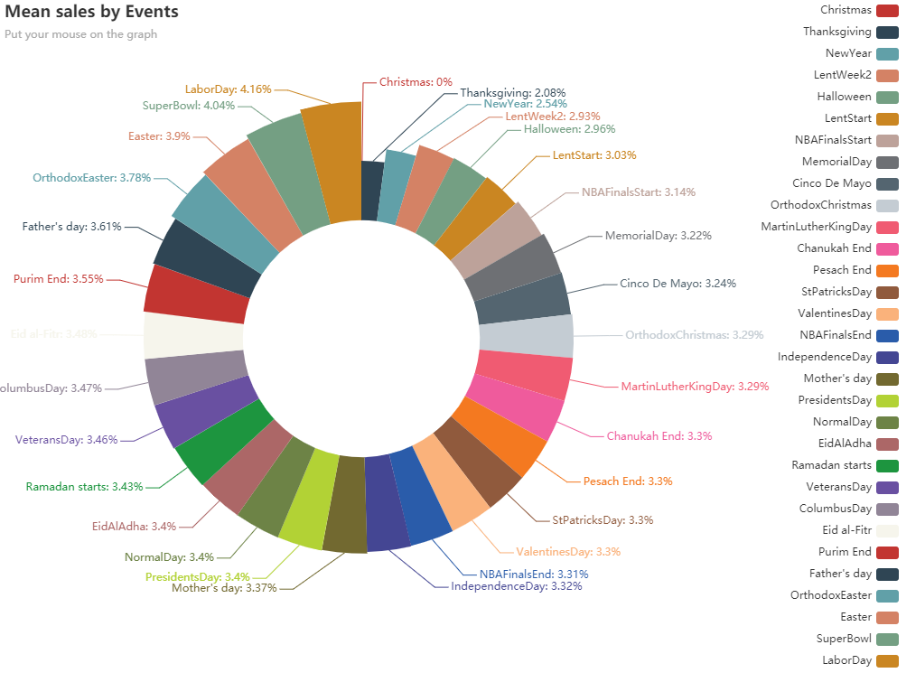 Mean sales by Events
Put your mouse on the graph
Christmas: 0%
Thanksgiving: 2.08%
NewYear: 2.54%
LentWeek2: 2.93%
Halloween: 2.96%
LentStart: 3.03%
NBAFinalsStart: 3.14%
MemorialDay: 3.22%
Cinco De Mayo: 3.24%
OrthodoxChristmas: 3.29%
MartinLutherKingDay: 3.29%
Chanukah End: 3.3%
Pesach End: 3.3%
StPatricksDay: 3.3%
ValentinesDay: 3.3%
NBAFinalsEnd: 3.31%
IndependenceDay: 3.32%
Mother's day: 3.37%
PresidentsDay: 3.4%
NormalDay: 3.4%
EidAlAdha: 3.4%
Ramadan starts: 3.43%
VeteransDay: 3.46%
olumbusDay: 3.47%
Eid al-Fitr: 3.48%
Purim End: 3.55%
Father's day: 3.61%
OrthodoxEaster: 3.78%
Easter: 3.9%
SuperBowl: 4.04%
LaborDay: 4.16%
Christmas
Thanksgiving
NewYear
LentWeek2
Halloween
LentStart
NBAFinalsStart
MemorialDay
Cinco De Mayo
OrthodoxChristmas
MartinLutherKingDay
Chanukah End
Pesach End
StPatricksDay
ValentinesDay
NBAFinalsEnd
IndependenceDay
Mother's day
PresidentsDay
NormalDay
EidAlAdha
Ramadan starts
VeteransDay
ColumbusDay
Eid al-Fitr
Purim End
Father's day
OrthodoxEaster
Easter
SuperBowl
LaborDay